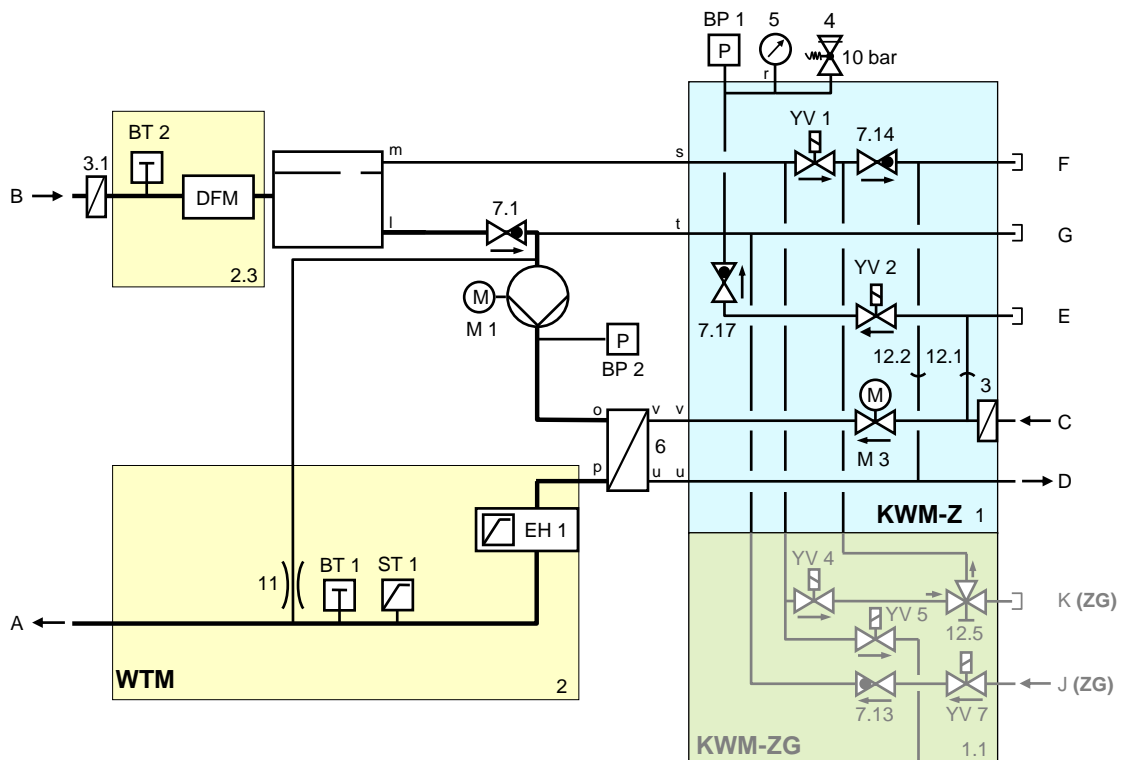 BP 1
5
4
P
r
10 bar
YV 1
7.14
BT 2
3.1
m
s
F
B
DFM
7.1
l
t
G
YV 2
2.3
M
M 1
E
7.17
P
BP 2
12.2
12.1
M
3
o
v
v
C
6
M 3
p
u
u
D
KWM-Z
1
EH 1
YV 4
BT 1
ST 1
11
K (ZG)
YV 5
A
12.5
WTM
2
J (ZG)
7.13
YV 7
KWM-ZG
1.1